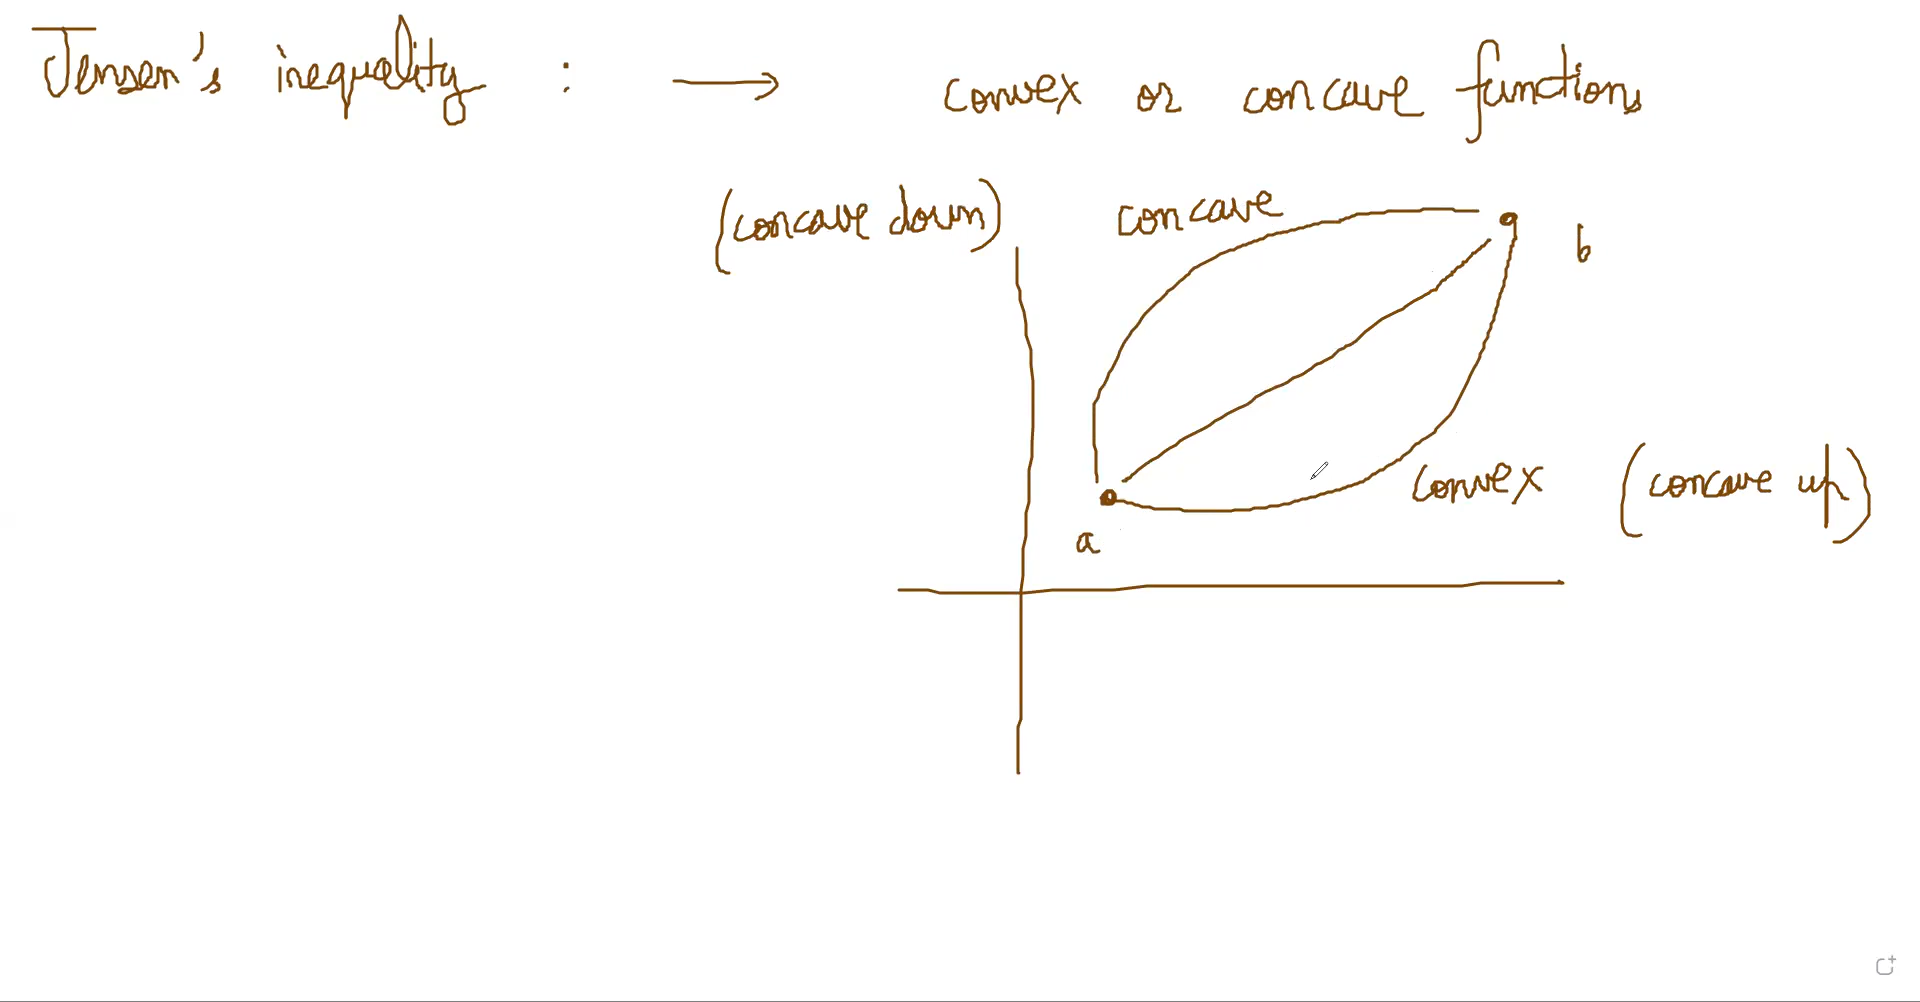 Jensen's inequality : → convex or concave functions
(concave down) concave
b
convex (concave up)
a